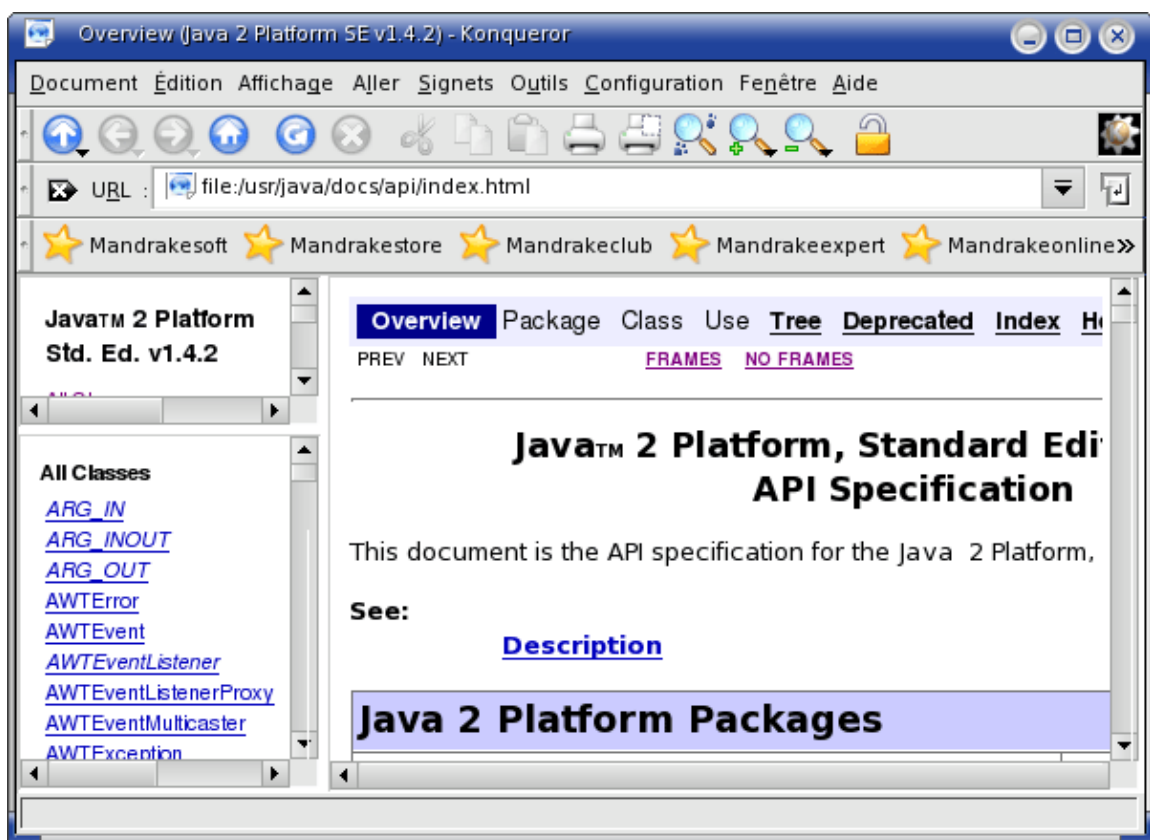 Overview (Java 2 Platform SE v1.4.2) - Konqueror
Document Édition Affichage Aller Signets Outils Configuration Fenêtre Aide
URL : file:/usr/java/docs/api/index.html
Mandrakesoft Mandrakestore Mandrakeclub Mandrakeexpert Mandrakeonline
Java™ 2 Platform
Std. Ed. v1.4.2
All Classes
ARG_IN
ARG_INOUT
ARG_OUT
AWTError
AWTEvent
AWTEventListener
AWTEventListenerProxy
AWTEventMulticaster
AWTException
Overview Package Class Use Tree Deprecated Index
PREV NEXT FRAMES NO FRAMES
Java™ 2 Platform, Standard Edi
API Specification
This document is the API specification for the Java 2 Platform,
See:
Description
Java 2 Platform Packages